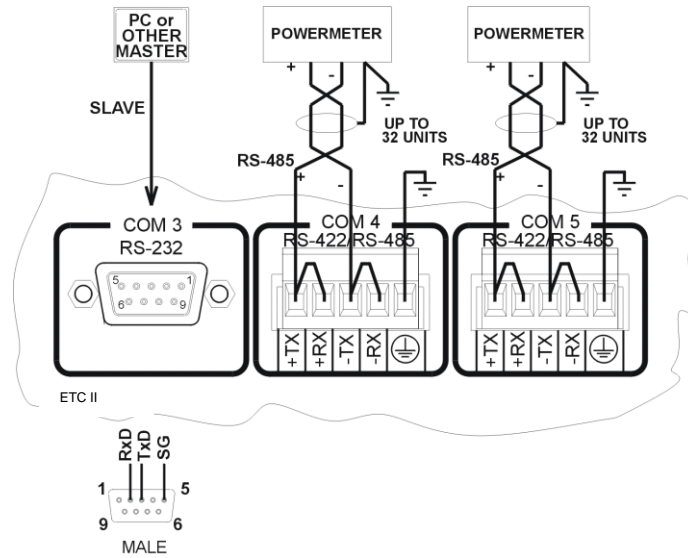 PC or
OTHER
MASTER
SLAVE
POWERMETER
+
-
UP TO
32 UNITS
RS-485
+
-
POWERMETER
+
-
UP TO
32 UNITS
RS-485
+
-
COM 3
RS-232
5
1
6
9
COM 4
RS-422/RS-485
+TX
+RX
-TX
-RX
COM 5
RS-422/RS-485
+TX
+RX
-TX
-RX
ETC II
RxD
TxD
SG
1
5
9
6
MALE